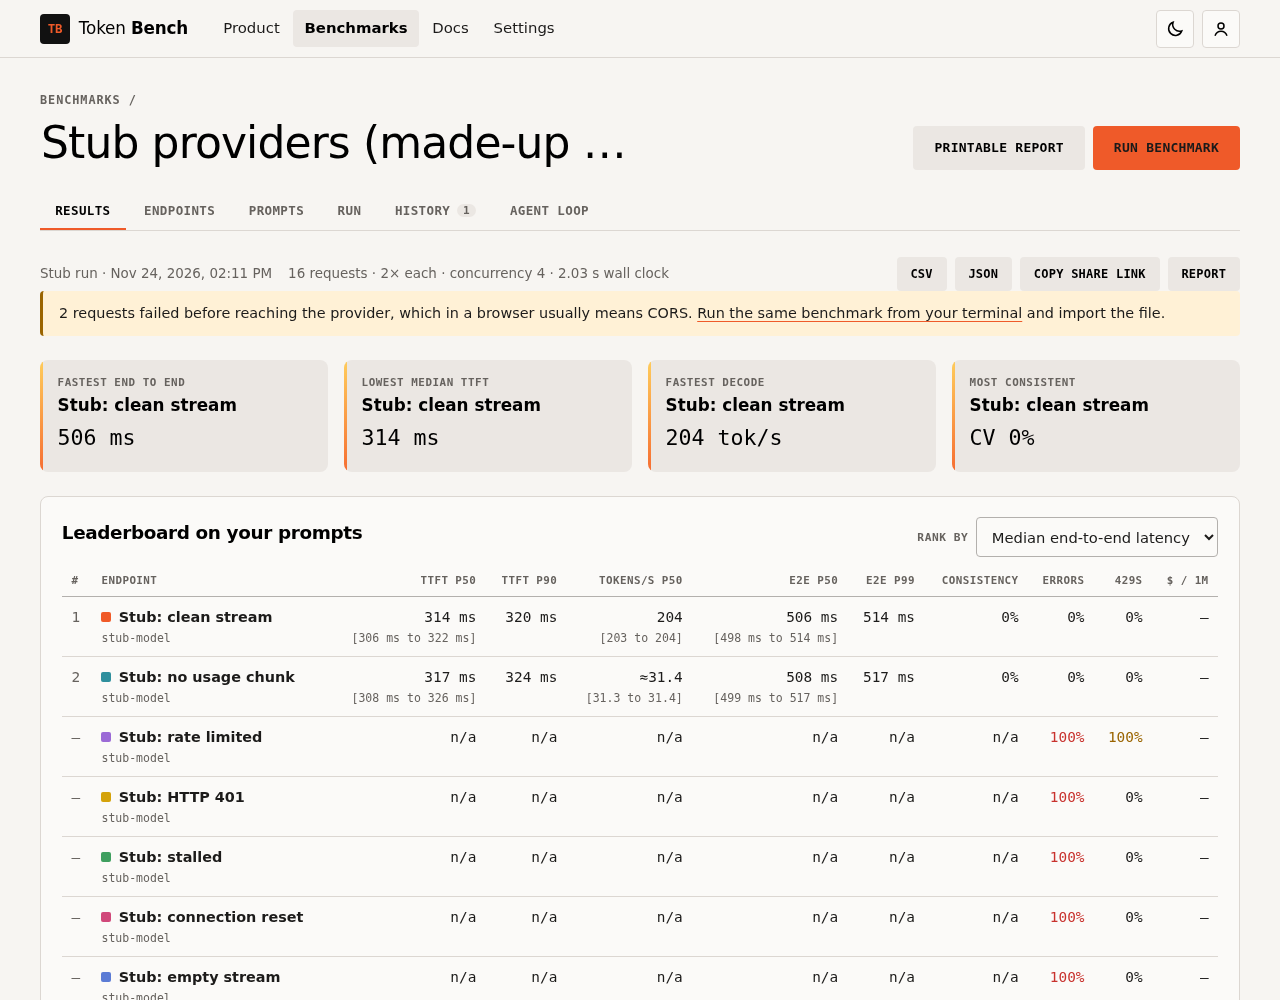 TB Token Bench Product Benchmarks Docs Settings
BENCHMARKS /
Stub providers (made-up …
PRINTABLE REPORT RUN BENCHMARK
RESULTS ENDPOINTS PROMPTS RUN HISTORY 1 AGENT LOOP
Stub run · Nov 24, 2026, 02:11 PM 16 requests · 2× each · concurrency 4 · 2.03 s wall clock CSV JSON COPY SHARE LINK REPORT
2 requests failed before reaching the provider, which in a browser usually means CORS. Run the same benchmark from your terminal and import the file.
FASTEST END TO END
Stub: clean stream
506 ms
LOWEST MEDIAN TTFT
Stub: clean stream
314 ms
FASTEST DECODE
Stub: clean stream
204 tok/s
MOST CONSISTENT
Stub: clean stream
CV 0%
Leaderboard on your prompts RANK BY Median end-to-end latency
# ENDPOINT TTFT P50 TTFT P90 TOKENS/S P50 E2E P50 E2E P99 CONSISTENCY ERRORS 429S $ / 1M
1 Stub: clean stream 314 ms 320 ms 204 506 ms 514 ms 0% 0% 0% —
stub-model [306 ms to 322 ms] [203 to 204] [498 ms to 514 ms]
2 Stub: no usage chunk 317 ms 324 ms ≈31.4 508 ms 517 ms 0% 0% 0% —
stub-model [308 ms to 326 ms] [31.3 to 31.4] [499 ms to 517 ms]
— Stub: rate limited n/a n/a n/a n/a n/a n/a 100% 100% —
stub-model
— Stub: HTTP 401 n/a n/a n/a n/a n/a n/a 100% 0% —
stub-model
— Stub: stalled n/a n/a n/a n/a n/a n/a 100% 0% —
stub-model
— Stub: connection reset n/a n/a n/a n/a n/a n/a 100% 0% —
stub-model
— Stub: empty stream n/a n/a n/a n/a n/a n/a 100% 0% —
stub-model